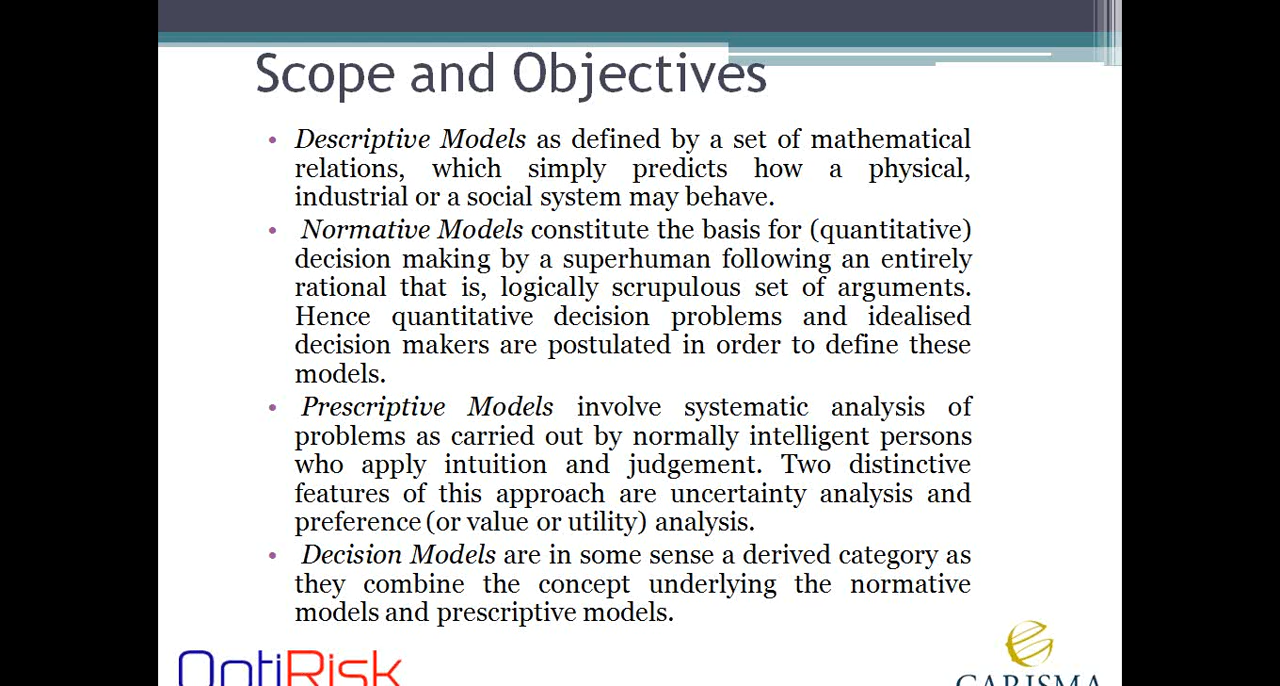 Scope and Objectives
• Descriptive Models as defined by a set of mathematical
relations, which simply predicts how a physical,
industrial or a social system may behave.
• Normative Models constitute the basis for (quantitative)
decision making by a superhuman following an entirely
rational that is, logically scrupulous set of arguments.
Hence quantitative decision problems and idealised
decision makers are postulated in order to define these
models.
• Prescriptive Models involve systematic analysis of
problems as carried out by normally intelligent persons
who apply intuition and judgement. Two distinctive
features of this approach are uncertainty analysis and
preference (or value or utility) analysis.
• Decision Models are in some sense a derived category as
they combine the concept underlying the normative
models and prescriptive models.
OptiRisk
CARISMA